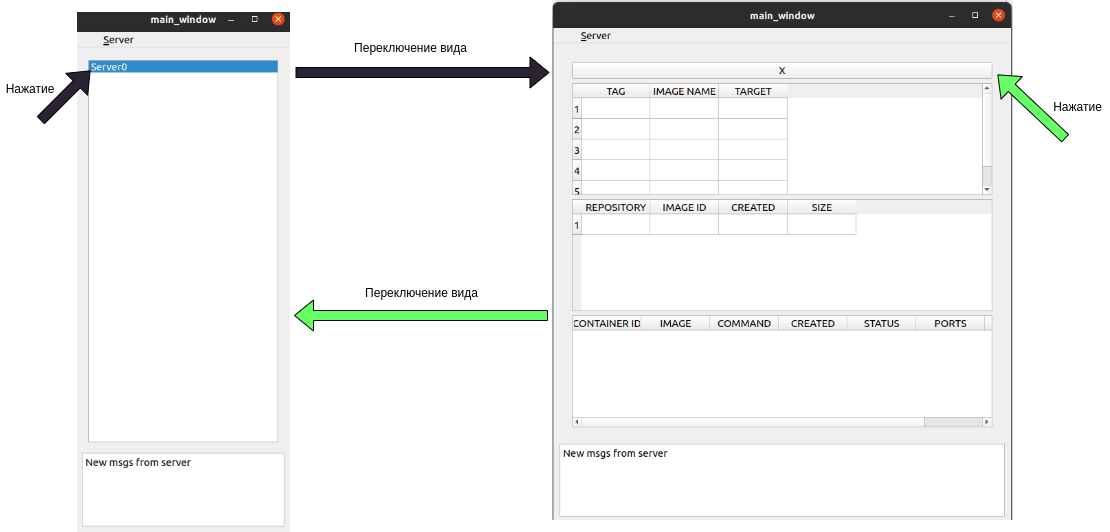 main_window
Server
Server0
Нажатие
New msgs from server
Переключение вида
Переключение вида
main_window
Server
X
TAG IMAGE NAME TARGET
1
2
3
4
5
REPOSITORY IMAGE ID CREATED SIZE
1
CONTAINER ID IMAGE COMMAND CREATED STATUS PORTS
New msgs from server
Нажатие